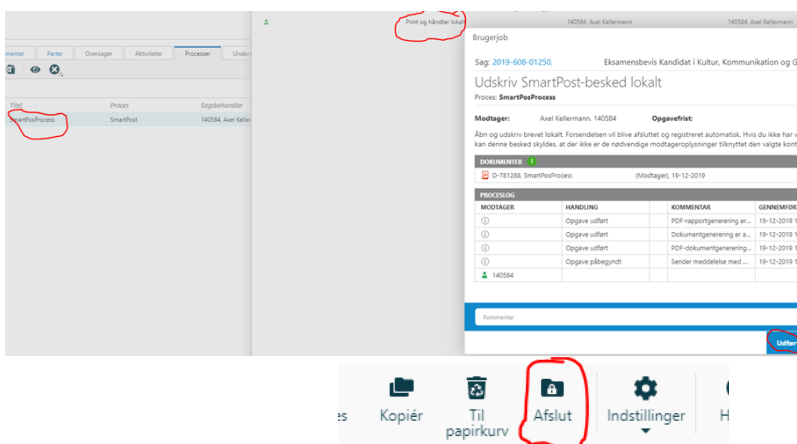 Print og håndter lokalt
140584, Axel Kellermann
140584, Axel Kellermann
Brugerjob
Parter
Oversager
Aktiviteter
Processer
Sag: 2019-608-01250,
Eksamensbevis Kandidat i Kultur, Kommunikation og G
Udskriv SmartPost-besked lokalt
Proces: SmartPosProcess
Titel
Proces
Sagsbehandler
SmartPosProcess
SmartPost
140584, Axel Keller
Modtager:
Axel Kellermann, 140584
Opgavefrist:
Åbn og udskriv brevet lokalt. Forsendelsen vil blive afsluttet og registreret automatisk. Hvis du ikke har v
kan denne besked skyldes, at der ikke er de nødvendige modtageroplysninger tilknyttet den valgte kont
DOKUMENTER 1
D-781288, SmartPosProcess
(Modtager), 19-12-2019
PROCESLOG
MODTAGER
HANDLING
KOMMENTAR
GENNEMFØR
Opgave udført
PDF-rapportgenerering er...
19-12-2019 1
Opgave udført
Dokumentgenerering er a...
19-12-2019 1
Opgave udført
PDF-dokumentgenerering...
19-12-2019 1
Opgave påbegyndt
Sender meddelelse med ...
19-12-2019 1
140584
Kommentar
Udfør
Kopiér
Til papirkurv
Afslut
Indstillinger